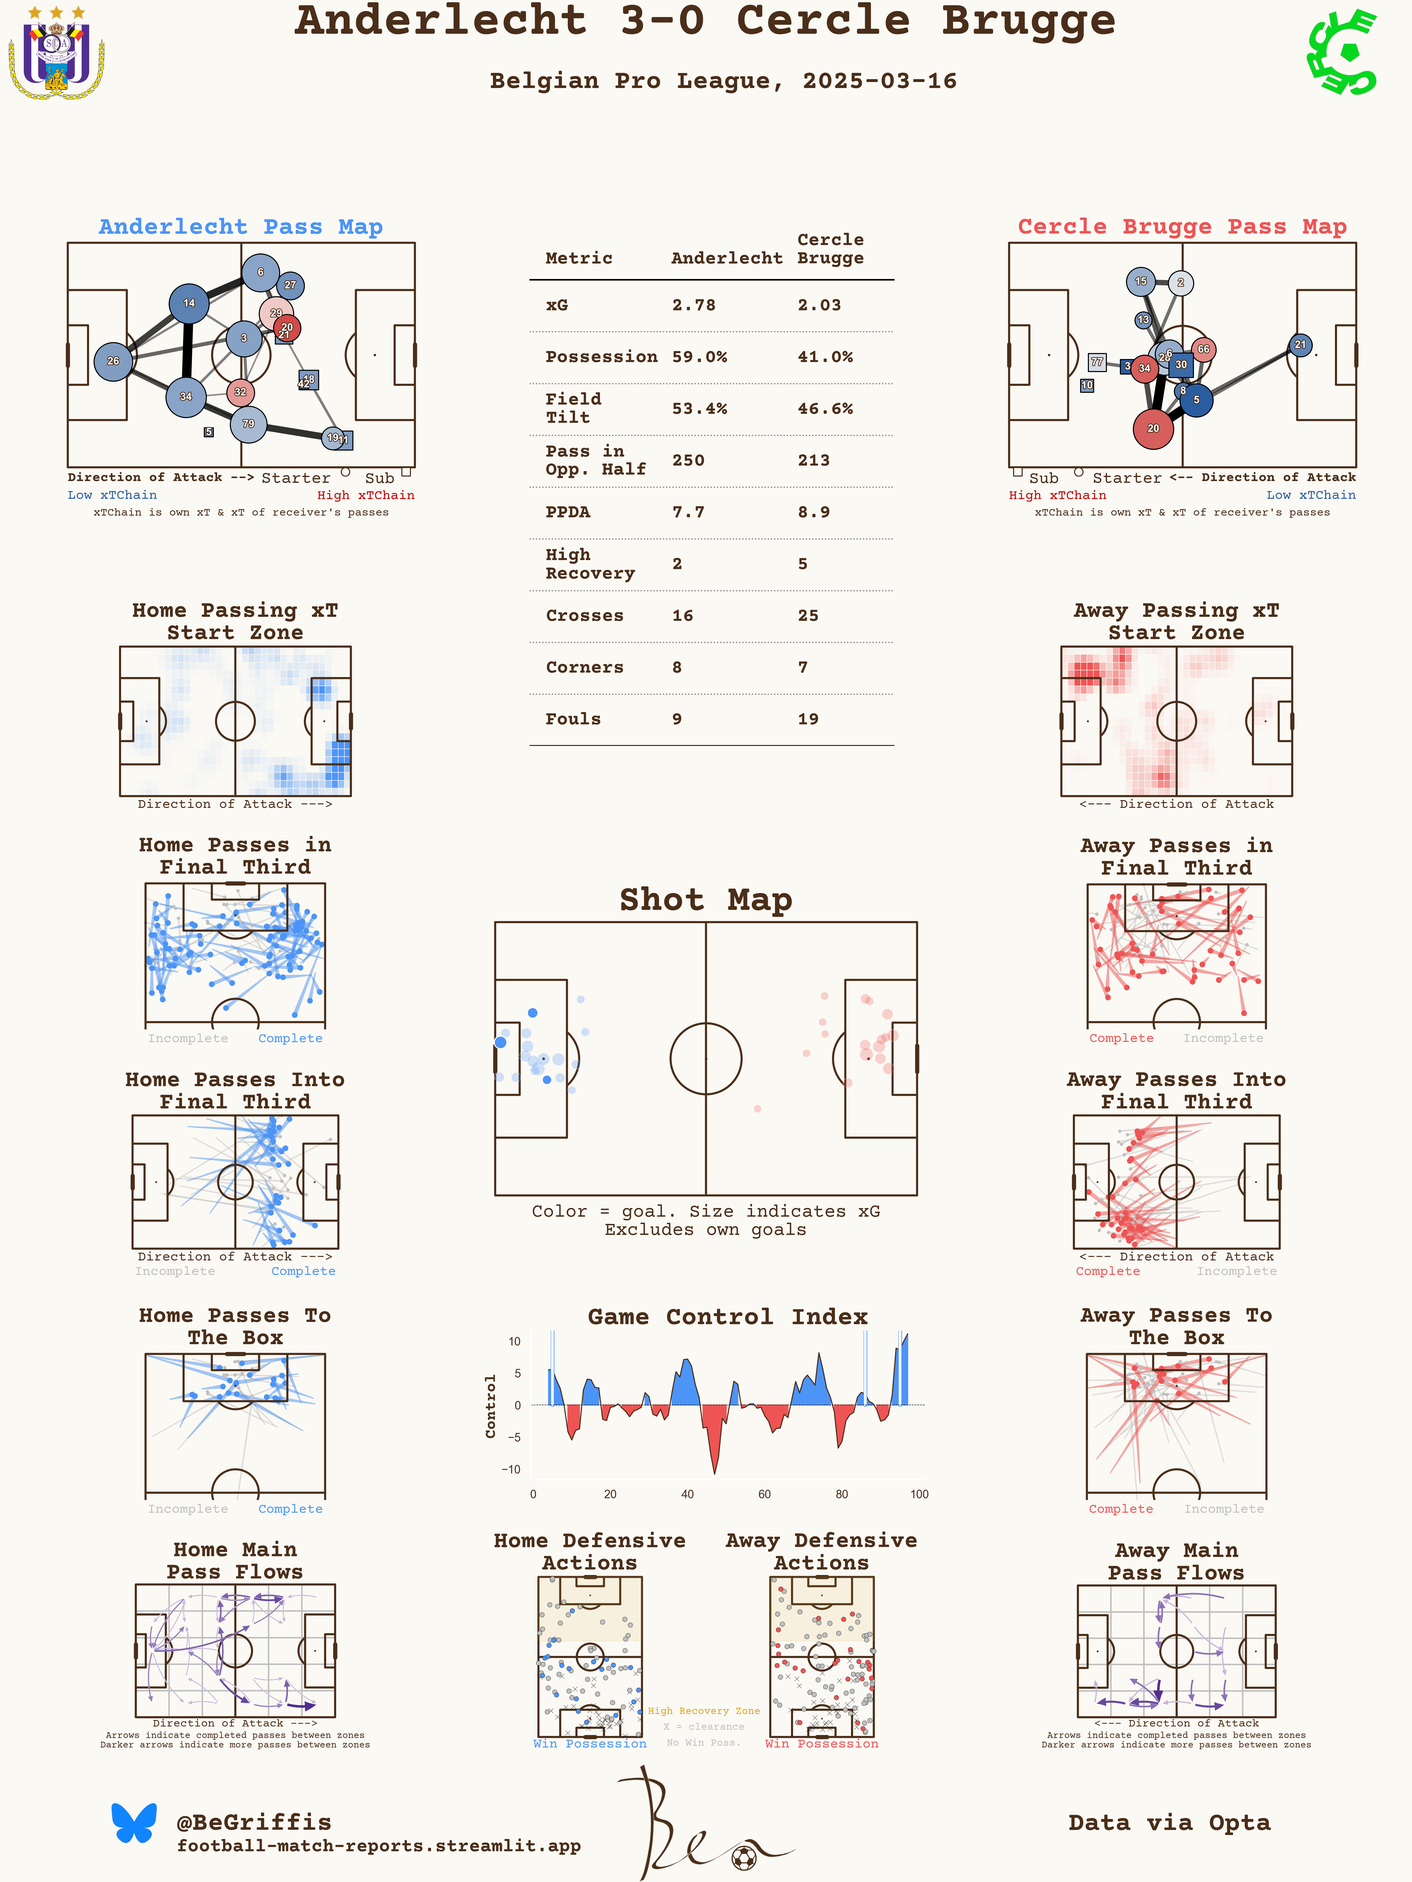 Anderlecht 3-0 Cercle Brugge
Belgian Pro League, 2025-03-16
Anderlecht Pass Map
6
27
14
29
20
21
3
26
18
42
32
34
79
5
19
11
Direction of Attack --> Starter Sub
Low xTChain High xTChain
xTChain is own xT & xT of receiver's passes
Metric Anderlecht Cercle Brugge
xG 2.78 2.03
Possession 59.0% 41.0%
Field Tilt 53.4% 46.6%
Pass in Opp. Half 250 213
PPDA 7.7 8.9
High Recovery 2 5
Crosses 16 25
Corners 8 7
Fouls 9 19
Cercle Brugge Pass Map
15
2
13
66
21
6
77
3
34
30
10
8
5
20
Sub Starter <-- Direction of Attack
High xTChain Low xTChain
xTChain is own xT & xT of receiver's passes
Home Passing xT
Start Zone
Direction of Attack --->
Away Passing xT
Start Zone
<--- Direction of Attack
Home Passes in
Final Third
Incomplete Complete
Away Passes in
Final Third
Complete Incomplete
Shot Map
Color = goal. Size indicates xG
Excludes own goals
Home Passes Into
Final Third
Direction of Attack --->
Incomplete Complete
Away Passes Into
Final Third
<--- Direction of Attack
Complete Incomplete
Home Passes To
The Box
Incomplete Complete
Game Control Index
Control
10
5
0
−5
−10
0 20 40 60 80 100
Away Passes To
The Box
Complete Incomplete
Home Main
Pass Flows
Direction of Attack --->
Arrows indicate completed passes between zones
Darker arrows indicate more passes between zones
Home Defensive
Actions
Win Possession
Away Defensive
Actions
Win Possession
High Recovery Zone
X = clearance
No Win Poss.
Away Main
Pass Flows
<--- Direction of Attack
Arrows indicate completed passes between zones
Darker arrows indicate more passes between zones
@BeGriffis
football-match-reports.streamlit.app
Ben
Data via Opta